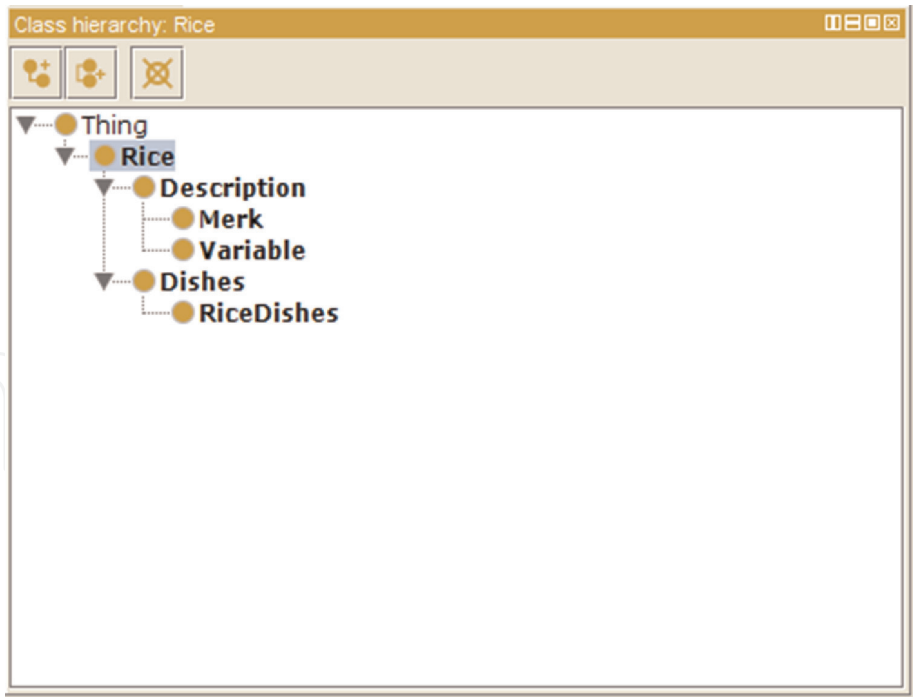 Class hierarchy: Rice
Thing
Rice
Description
Merk
Variable
Dishes
RiceDishes